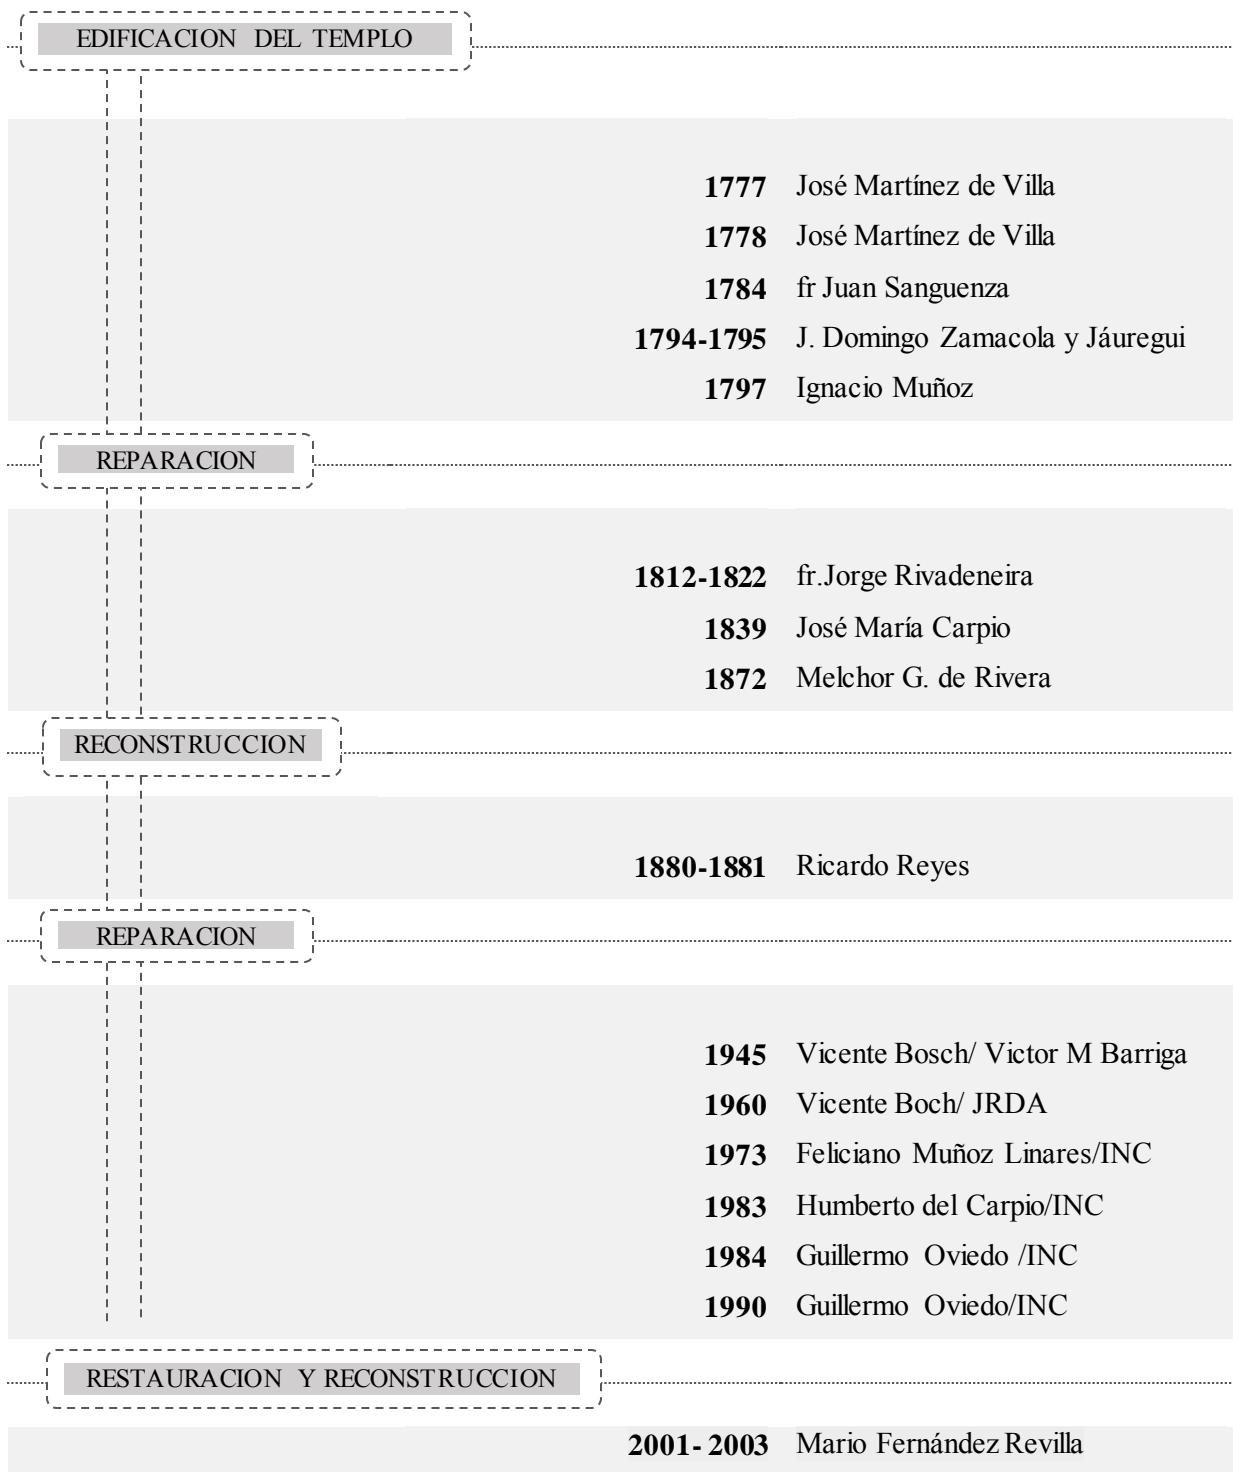 EDIFICACION DEL TEMPLO
1777 José Martínez de Villa
1778 José Martínez de Villa
1784 fr Juan Sanguenza
1794-1795 J. Domingo Zamacola y Jáuregui
1797 Ignacio Muñoz
REPARACION
1812-1822 fr.Jorge Rivadeneira
1839 José María Carpio
1872 Melchor G. de Rivera
RECONSTRUCCION
1880-1881 Ricardo Reyes
REPARACION
1945 Vicente Bosch/ Victor M Barriga
1960 Vicente Boch/ JRDA
1973 Feliciano Muñoz Linares/INC
1983 Humberto del Carpio/INC
1984 Guillermo Oviedo /INC
1990 Guillermo Oviedo/INC
RESTAURACION Y RECONSTRUCCION
2001- 2003 Mario Fernández Revilla